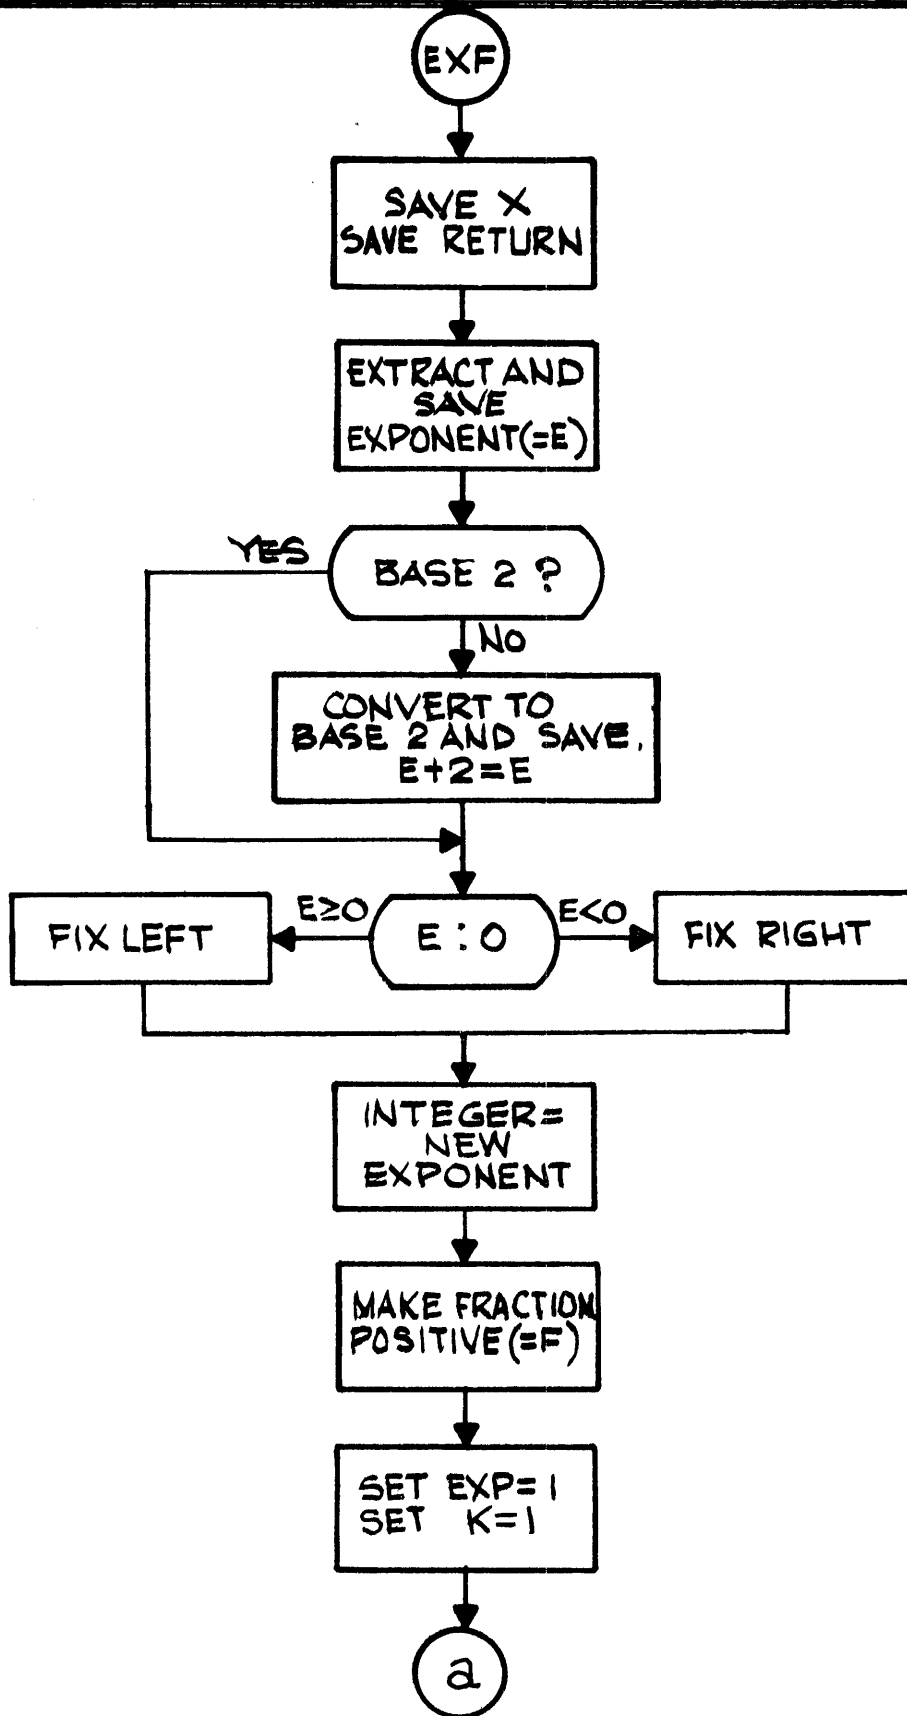 EXF
SAVE X
SAVE RETURN
EXTRACT AND
SAVE
EXPONENT(=E)
YES
BASE 2 ?
NO
CONVERT TO
BASE 2 AND SAVE.
E+2=E
FIX LEFT
E≥0
E : 0
E<0
FIX RIGHT
INTEGER=
NEW
EXPONENT
MAKE FRACTION
POSITIVE(=F)
SET EXP=1
SET K=1
a